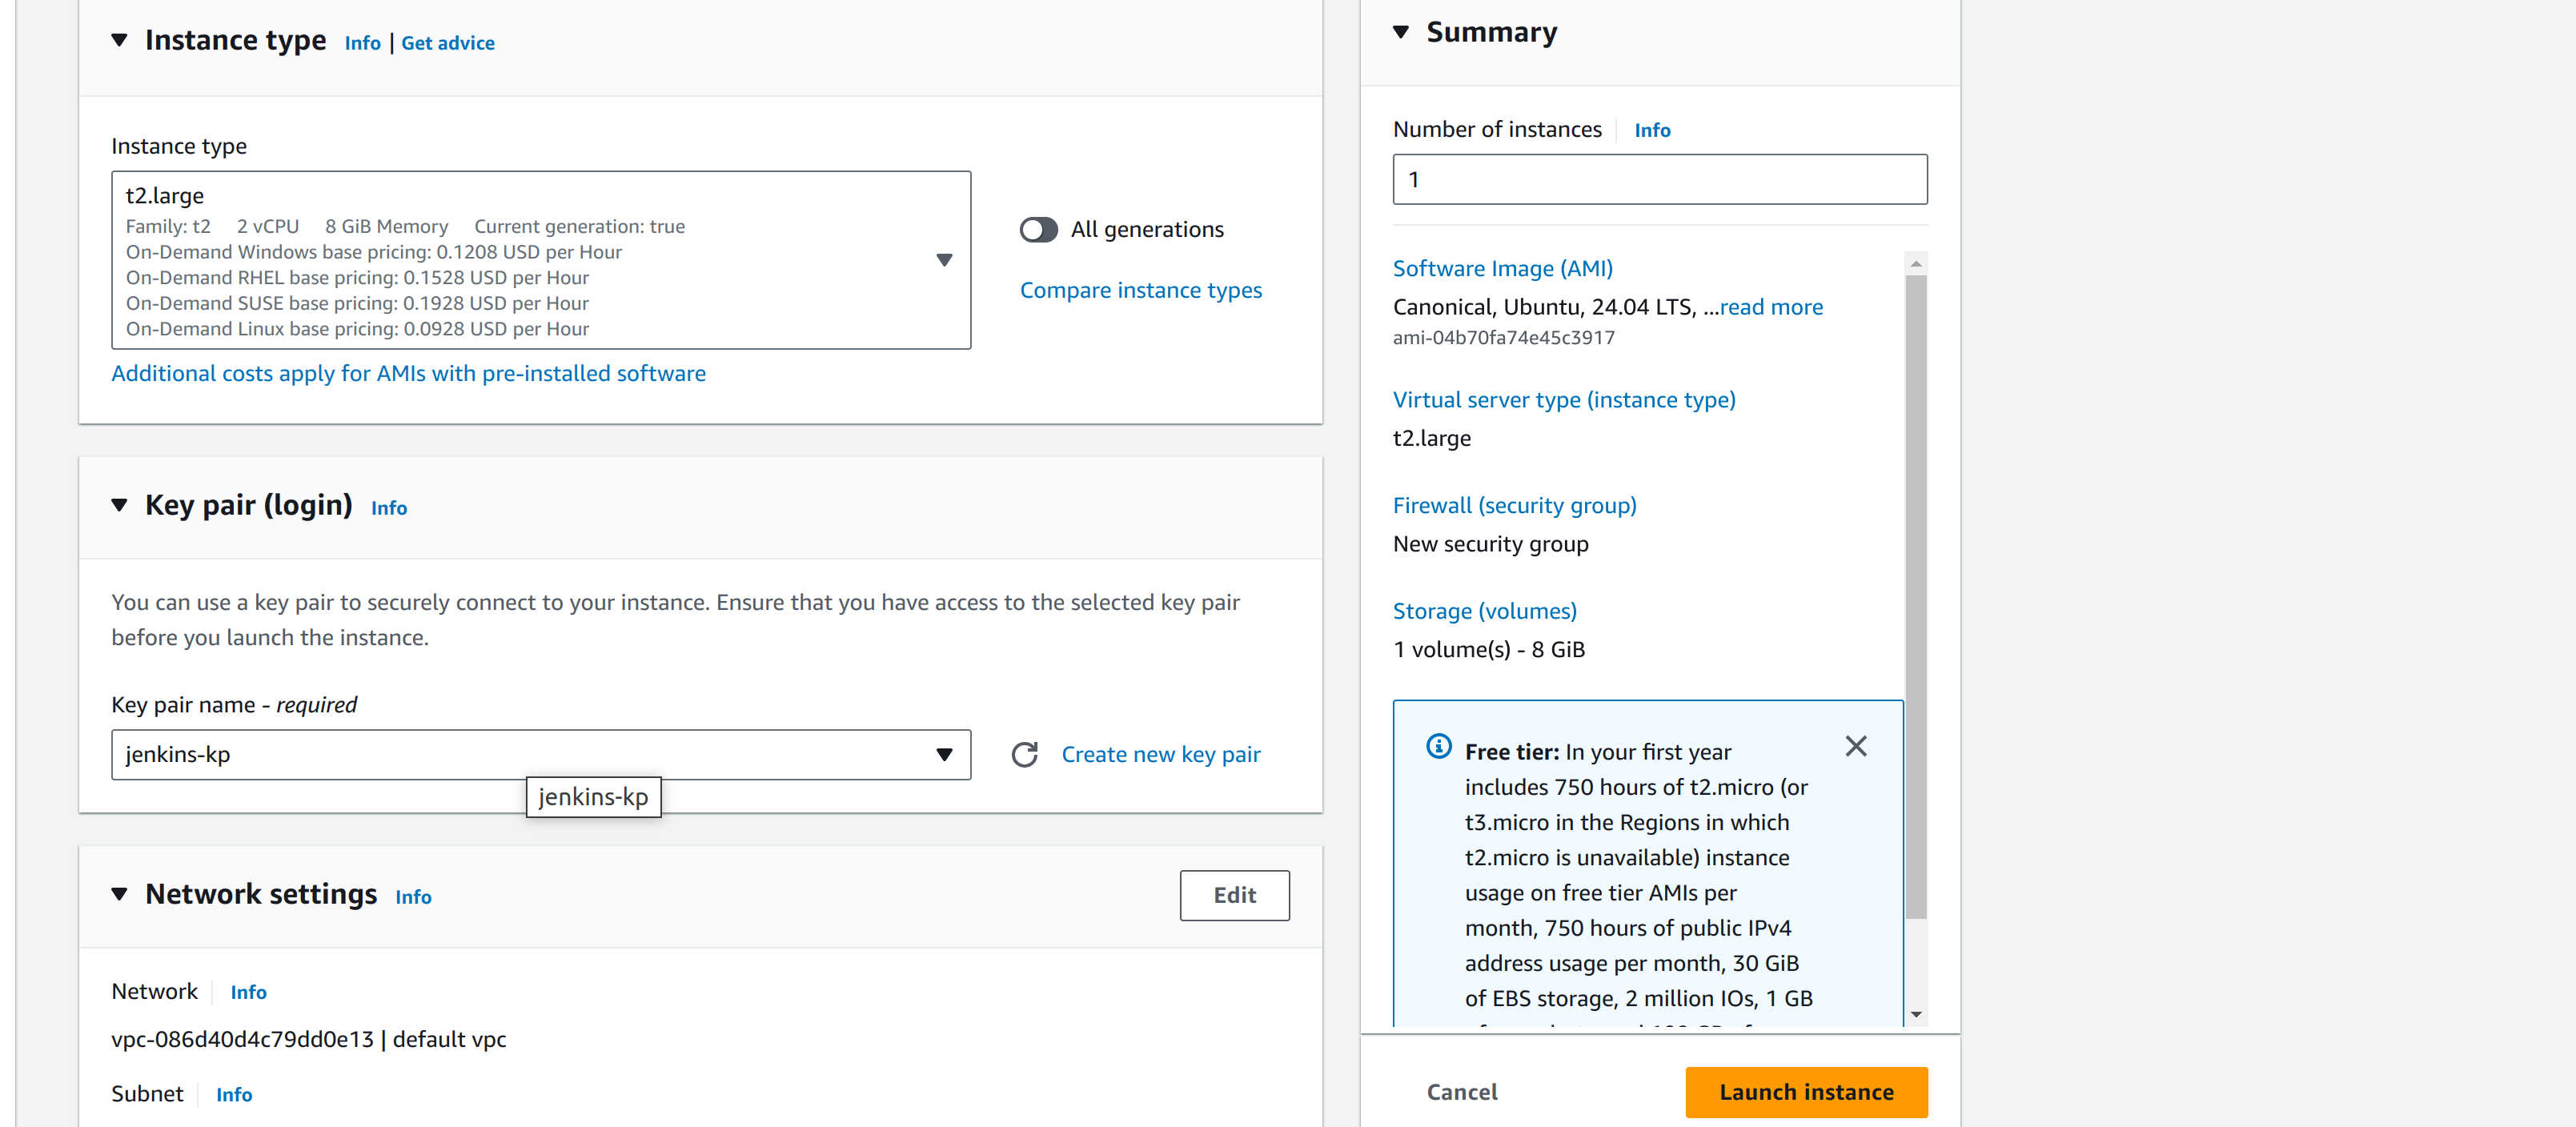 Instance type Info | Get advice
Instance type
t2.large
Family: t2 2 vCPU 8 GiB Memory Current generation: true
On-Demand Windows base pricing: 0.1208 USD per Hour
On-Demand RHEL base pricing: 0.1528 USD per Hour
On-Demand SUSE base pricing: 0.1928 USD per Hour
On-Demand Linux base pricing: 0.0928 USD per Hour
All generations
Compare instance types
Additional costs apply for AMIs with pre-installed software
Key pair (login) Info
You can use a key pair to securely connect to your instance. Ensure that you have access to the selected key pair
before you launch the instance.
Key pair name - required
jenkins-kp
Create new key pair
jenkins-kp
Network settings Info
Edit
Network Info
vpc-086d40d4c79dd0e13 | default vpc
Subnet Info
Summary
Number of instances Info
1
Software Image (AMI)
Canonical, Ubuntu, 24.04 LTS, ...read more
ami-04b70fa74e45c3917
Virtual server type (instance type)
t2.large
Firewall (security group)
New security group
Storage (volumes)
1 volume(s) - 8 GiB
Free tier: In your first year
includes 750 hours of t2.micro (or
t3.micro in the Regions in which
t2.micro is unavailable) instance
usage on free tier AMIs per
month, 750 hours of public IPv4
address usage per month, 30 GiB
of EBS storage, 2 million IOs, 1 GB
Cancel
Launch instance